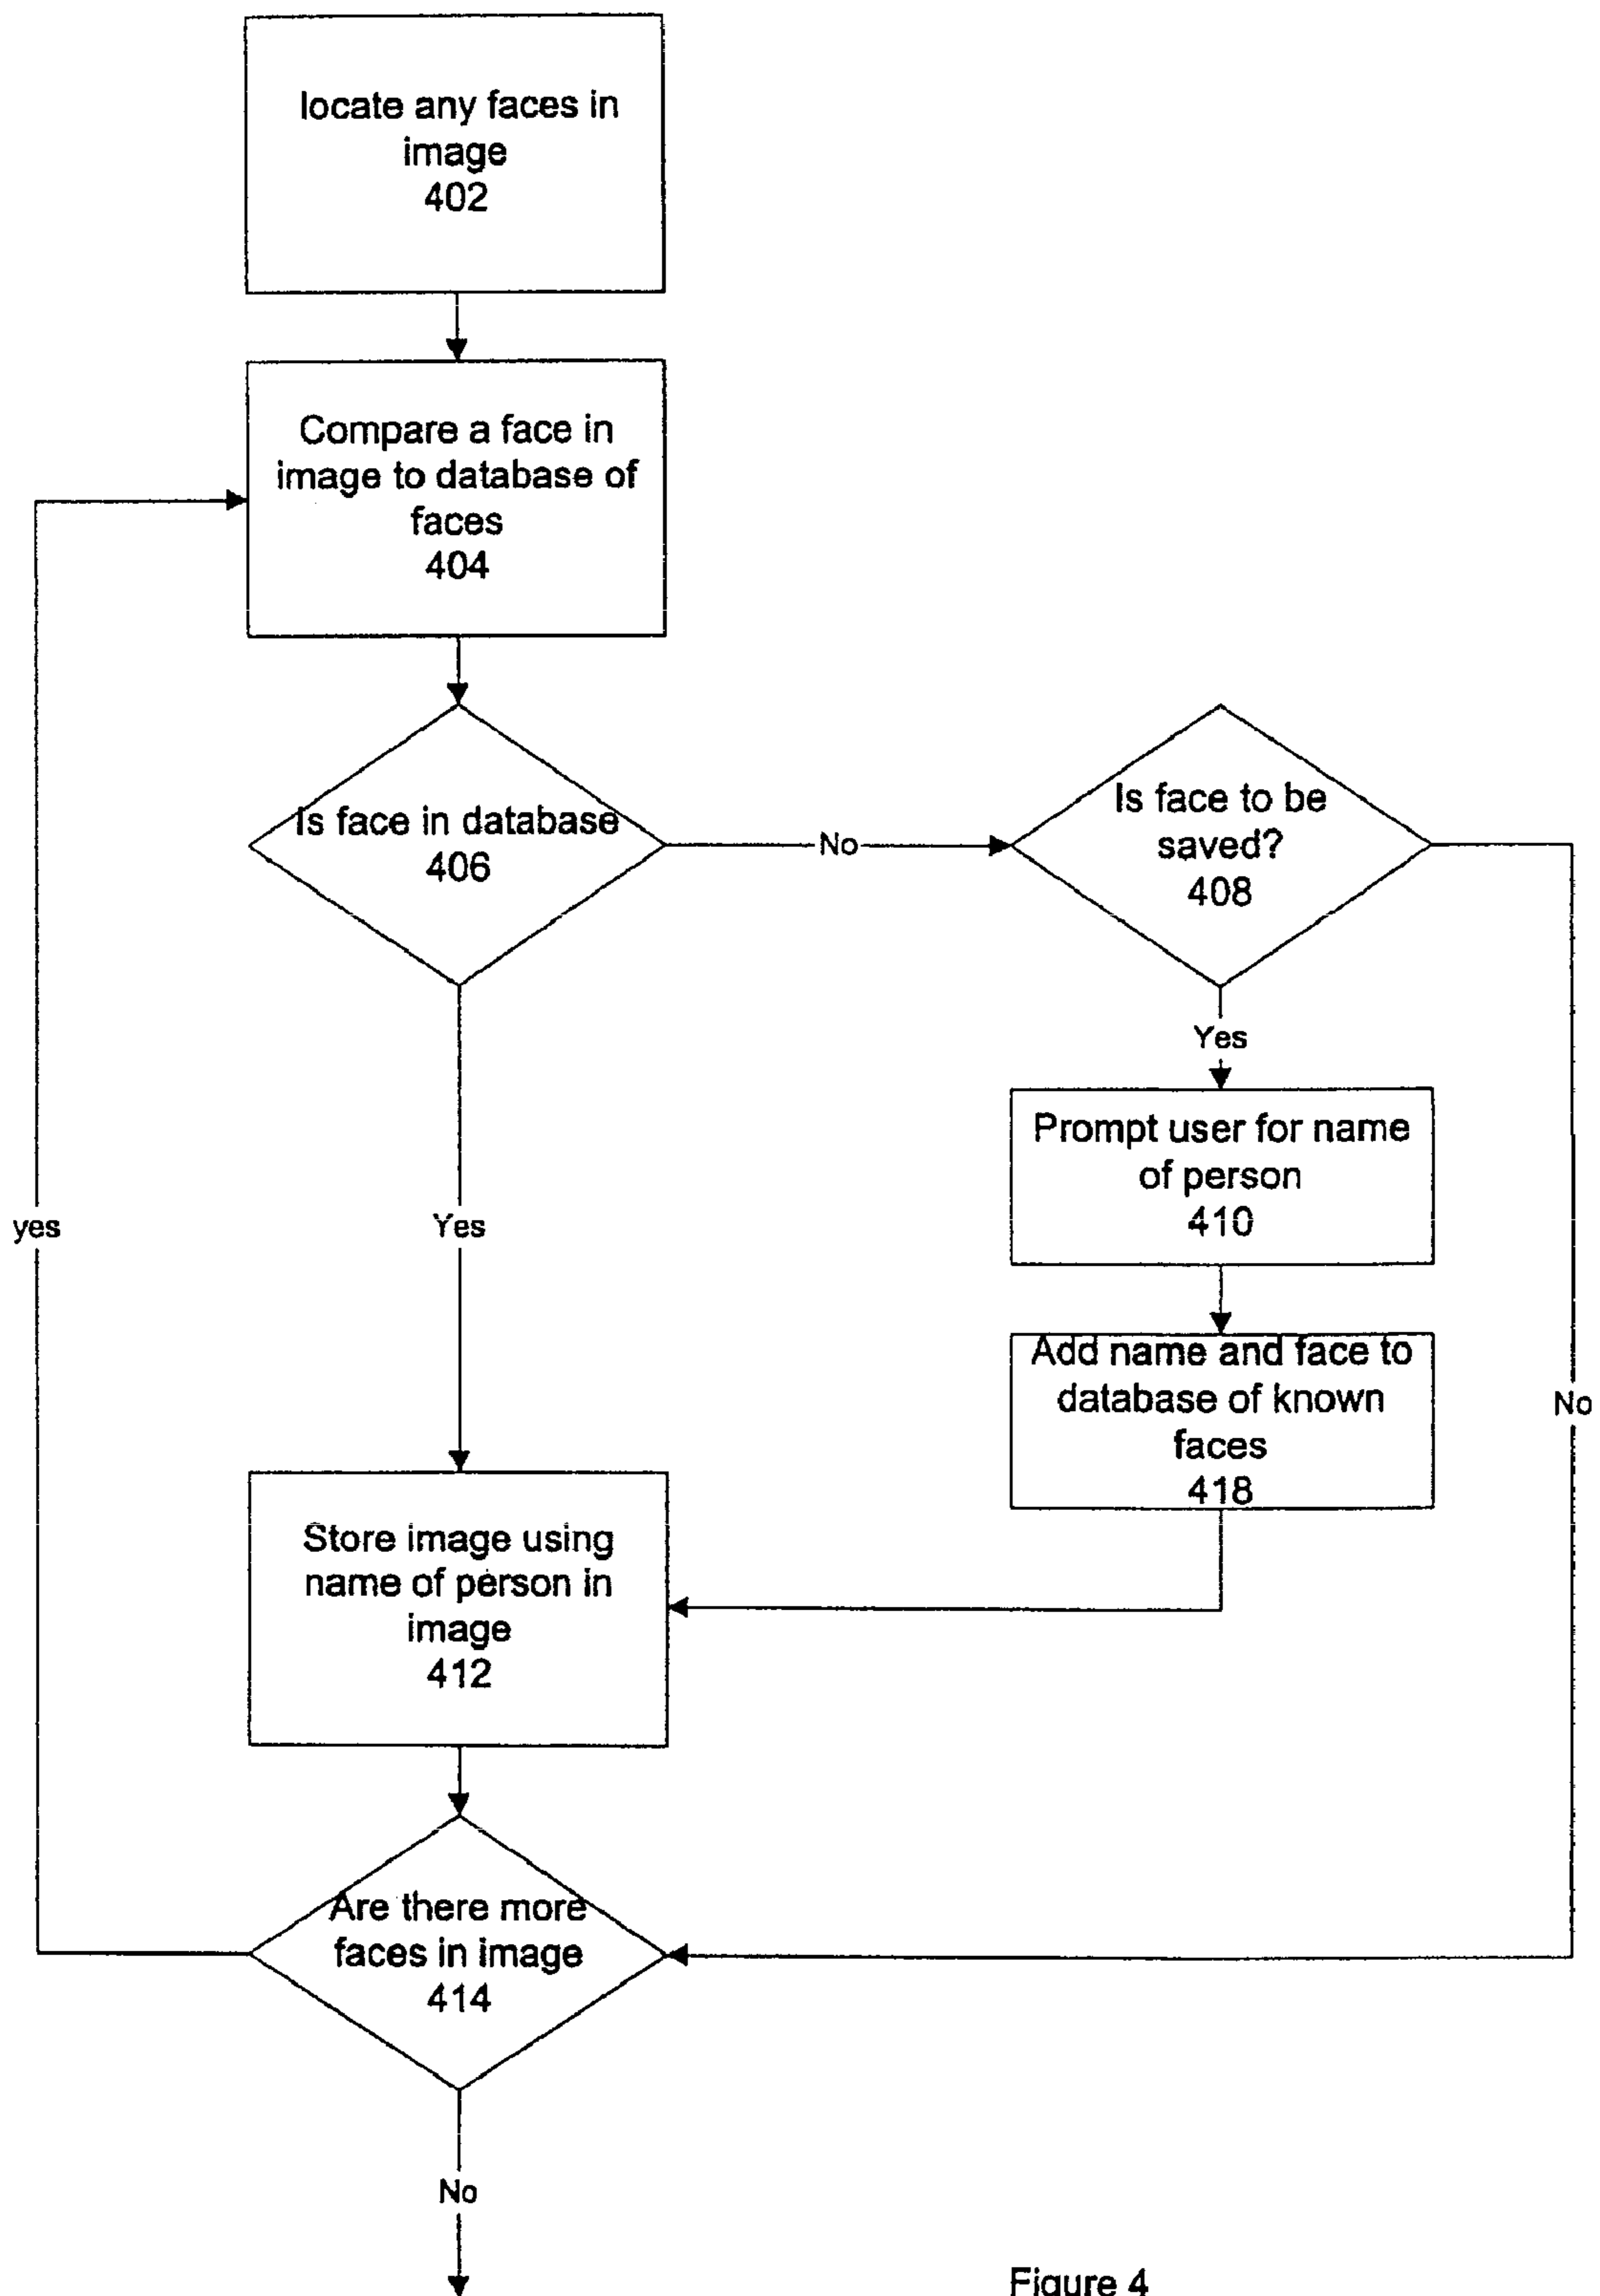 locate any faces in
image
402
Compare a face in
image to database of
faces
404
Is face in database
406
No
Is face to be
saved?
408
Yes
Prompt user for name
of person
410
yes
Yes
Add name and face to
database of known
faces
418
No
Store image using
name of person in
image
412
Are there more
faces in image
414
No
Figure 4